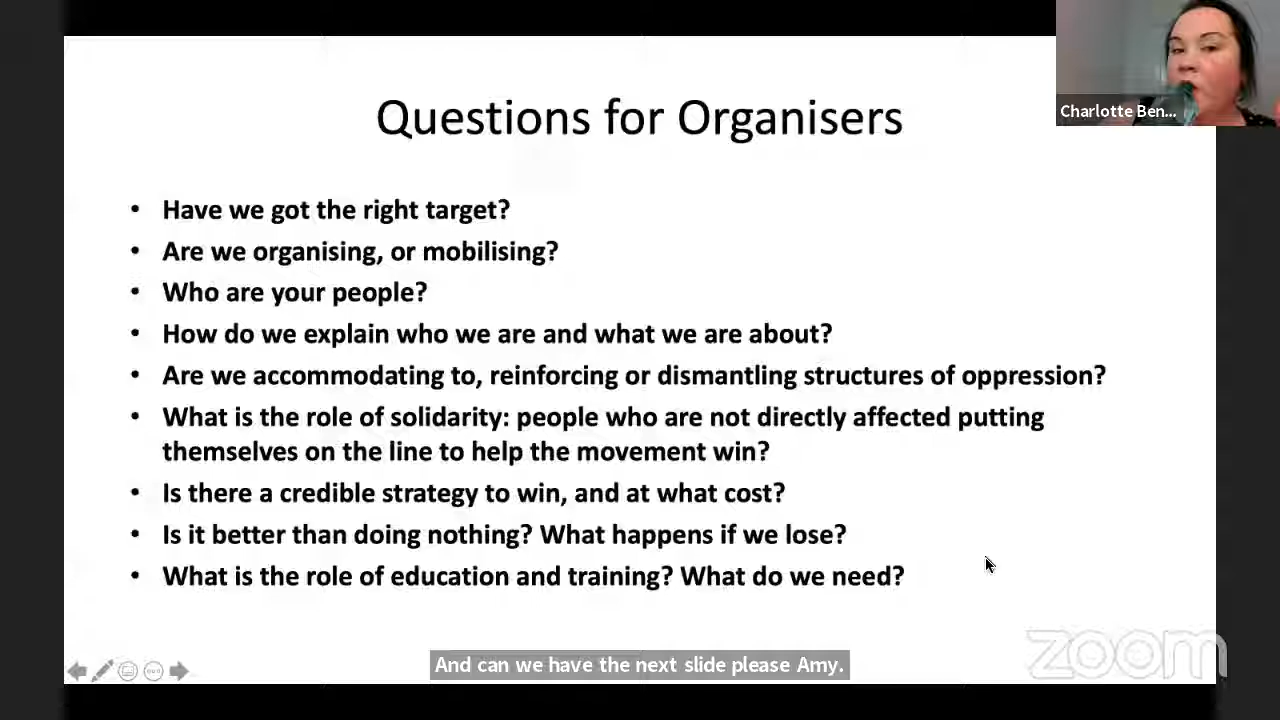 Charlotte Ben...
Questions for Organisers
• Have we got the right target?
• Are we organising, or mobilising?
• Who are your people?
• How do we explain who we are and what we are about?
• Are we accommodating to, reinforcing or dismantling structures of oppression?
• What is the role of solidarity: people who are not directly affected putting
themselves on the line to help the movement win?
• Is there a credible strategy to win, and at what cost?
• Is it better than doing nothing? What happens if we lose?
• What is the role of education and training? What do we need?
And can we have the next slide please Amy.
zoom